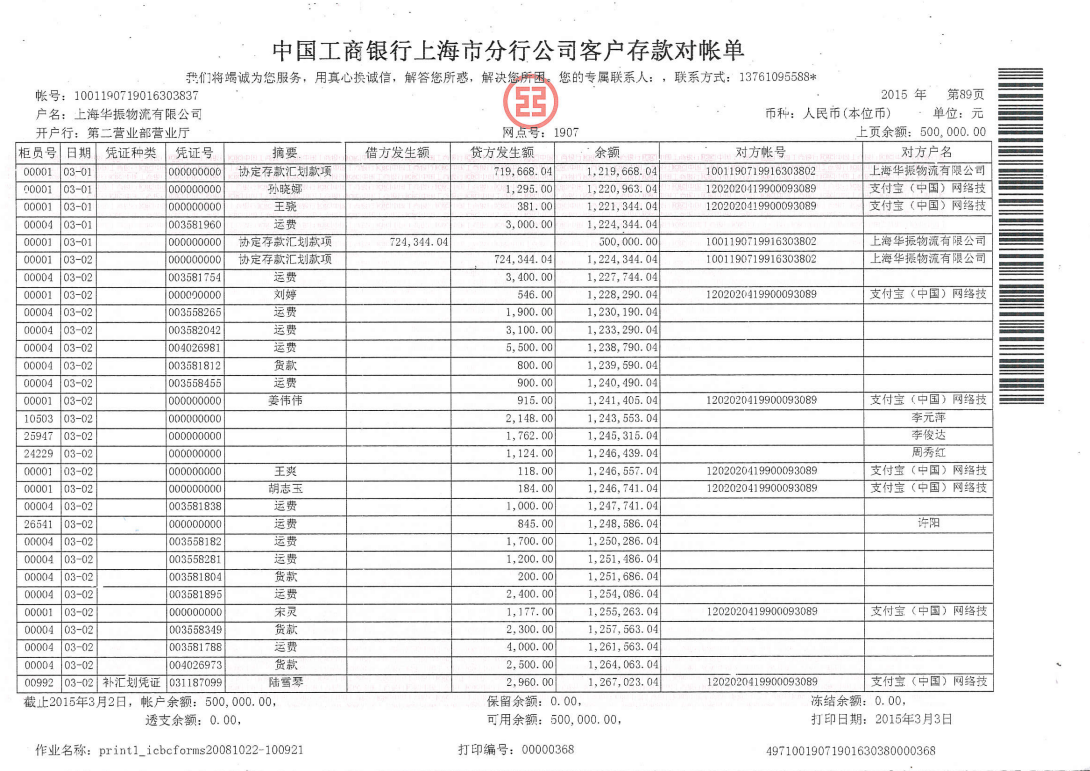 中国工商银行上海市分行公司客户存款对帐单
我们将竭诚为您服务，用真心换诚信，解答您所惑，解决您所困。您的专属联系人：，联系方式：13761095588*
帐号：1001190719016303837 2015 年 第89页
户名：上海华振物流有限公司 币种：人民币(本位币) 单位：元
开户行：第二营业部营业厅 网点号：1907 上页余额：500,000.00
柜员号 日期 凭证种类 凭证号 摘要 借方发生额 贷方发生额 余额 对方帐号 对方户名
00001 03-01 000000000 协定存款汇划款项 719,668.04 1,219,668.04 1001190719916303802 上海华振物流有限公司
00001 03-01 000000000 孙晓娜 1,295.00 1,220,963.04 1202020419900093089 支付宝（中国）网络技
00001 03-01 000000000 王骁 381.00 1,221,344.04 1202020419900093089 支付宝（中国）网络技
00004 03-01 003581960 运费 3,000.00 1,224,344.04
00001 03-01 000000000 协定存款汇划款项 724,344.04 500,000.04 1001190719916303802 上海华振物流有限公司
00001 03-02 000000000 协定存款汇划款项 724,344.04 1,224,344.04 1001190719916303802 上海华振物流有限公司
00004 03-02 003581754 运费 3,400.00 1,227,744.04
00001 03-02 000000000 刘婷 546.00 1,228,290.04 1202020419900093089 支付宝（中国）网络技
00004 03-02 003558265 运费 1,900.00 1,230,190.04
00004 03-02 003582042 运费 3,100.00 1,233,290.04
00004 03-02 004026981 运费 5,500.00 1,238,790.04
00004 03-02 003581812 货款 800.00 1,239,590.04
00004 03-02 003558455 运费 900.00 1,240,490.04
00001 03-02 000000000 姜伟伟 915.00 1,241,405.04 1202020419900093089 支付宝（中国）网络技
10503 03-02 000000000 2,148.00 1,243,553.04 李元萍
25947 03-02 000000000 1,762.00 1,245,315.04 李俊达
24229 03-02 000000000 1,124.00 1,246,439.04 周秀红
00001 03-02 000000000 王爽 118.00 1,246,557.04 1202020419900093089 支付宝（中国）网络技
00001 03-02 000000000 胡志玉 184.00 1,246,741.04 1202020419900093089 支付宝（中国）网络技
00004 03-02 003581838 运费 1,000.00 1,247,741.04
26541 03-02 000000000 运费 845.00 1,248,586.04 许阳
00004 03-02 003558182 运费 1,700.00 1,250,286.04
00004 03-02 003558281 运费 1,200.00 1,251,486.04
00004 03-02 003581804 货款 200.00 1,251,686.04
00004 03-02 003581895 运费 2,400.00 1,254,086.04
00001 03-02 000000000 宋灵 1,177.00 1,255,263.04 1202020419900093089 支付宝（中国）网络技
00004 03-02 003558349 货款 2,300.00 1,257,563.04
00004 03-02 003581788 运费 4,000.00 1,261,563.04
00004 03-02 004026973 货款 2,500.00 1,264,063.04
00992 03-02 补汇划凭证 031187099 陆雪琴 2,960.00 1,267,023.04 1202020419900093089 支付宝（中国）网络技
截止2015年3月2日，帐户余额：500,000.00， 保留余额：0.00， 冻结余额：0.00，
透支余额：0.00， 可用余额：500,000.00， 打印日期：2015年3月3日
作业名称：print1_icbcforms20081022-100921 打印编号：00000368 49710019071901630380000368